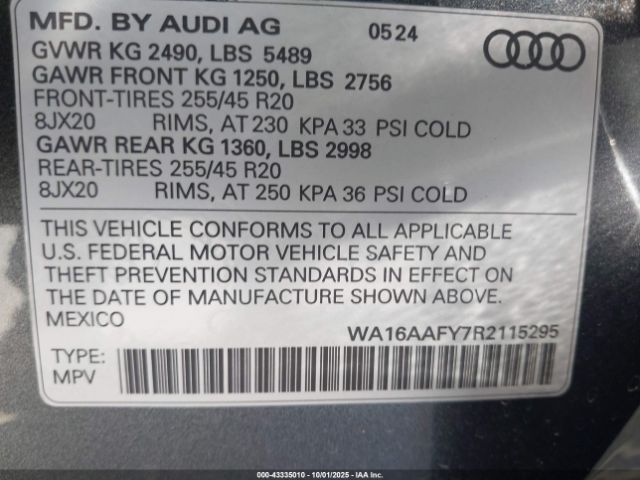 MFD. BY AUDI AG 0524
GVWR KG 2490, LBS 5489
GAWR FRONT KG 1250, LBS 2756
FRONT-TIRES 255/45 R20
8JX20 RIMS, AT 230 KPA 33 PSI COLD
GAWR REAR KG 1360, LBS 2998
REAR-TIRES 255/45 R20
8JX20 RIMS, AT 250 KPA 36 PSI COLD
THIS VEHICLE CONFORMS TO ALL APPLICABLE
U.S. FEDERAL MOTOR VEHICLE SAFETY AND
THEFT PREVENTION STANDARDS IN EFFECT ON
THE DATE OF MANUFACTURE SHOWN ABOVE.
MEXICO
WA16AAFY7R2115295
TYPE:
MPV
000-43335010 - 10/01/2025 - IAA Inc.